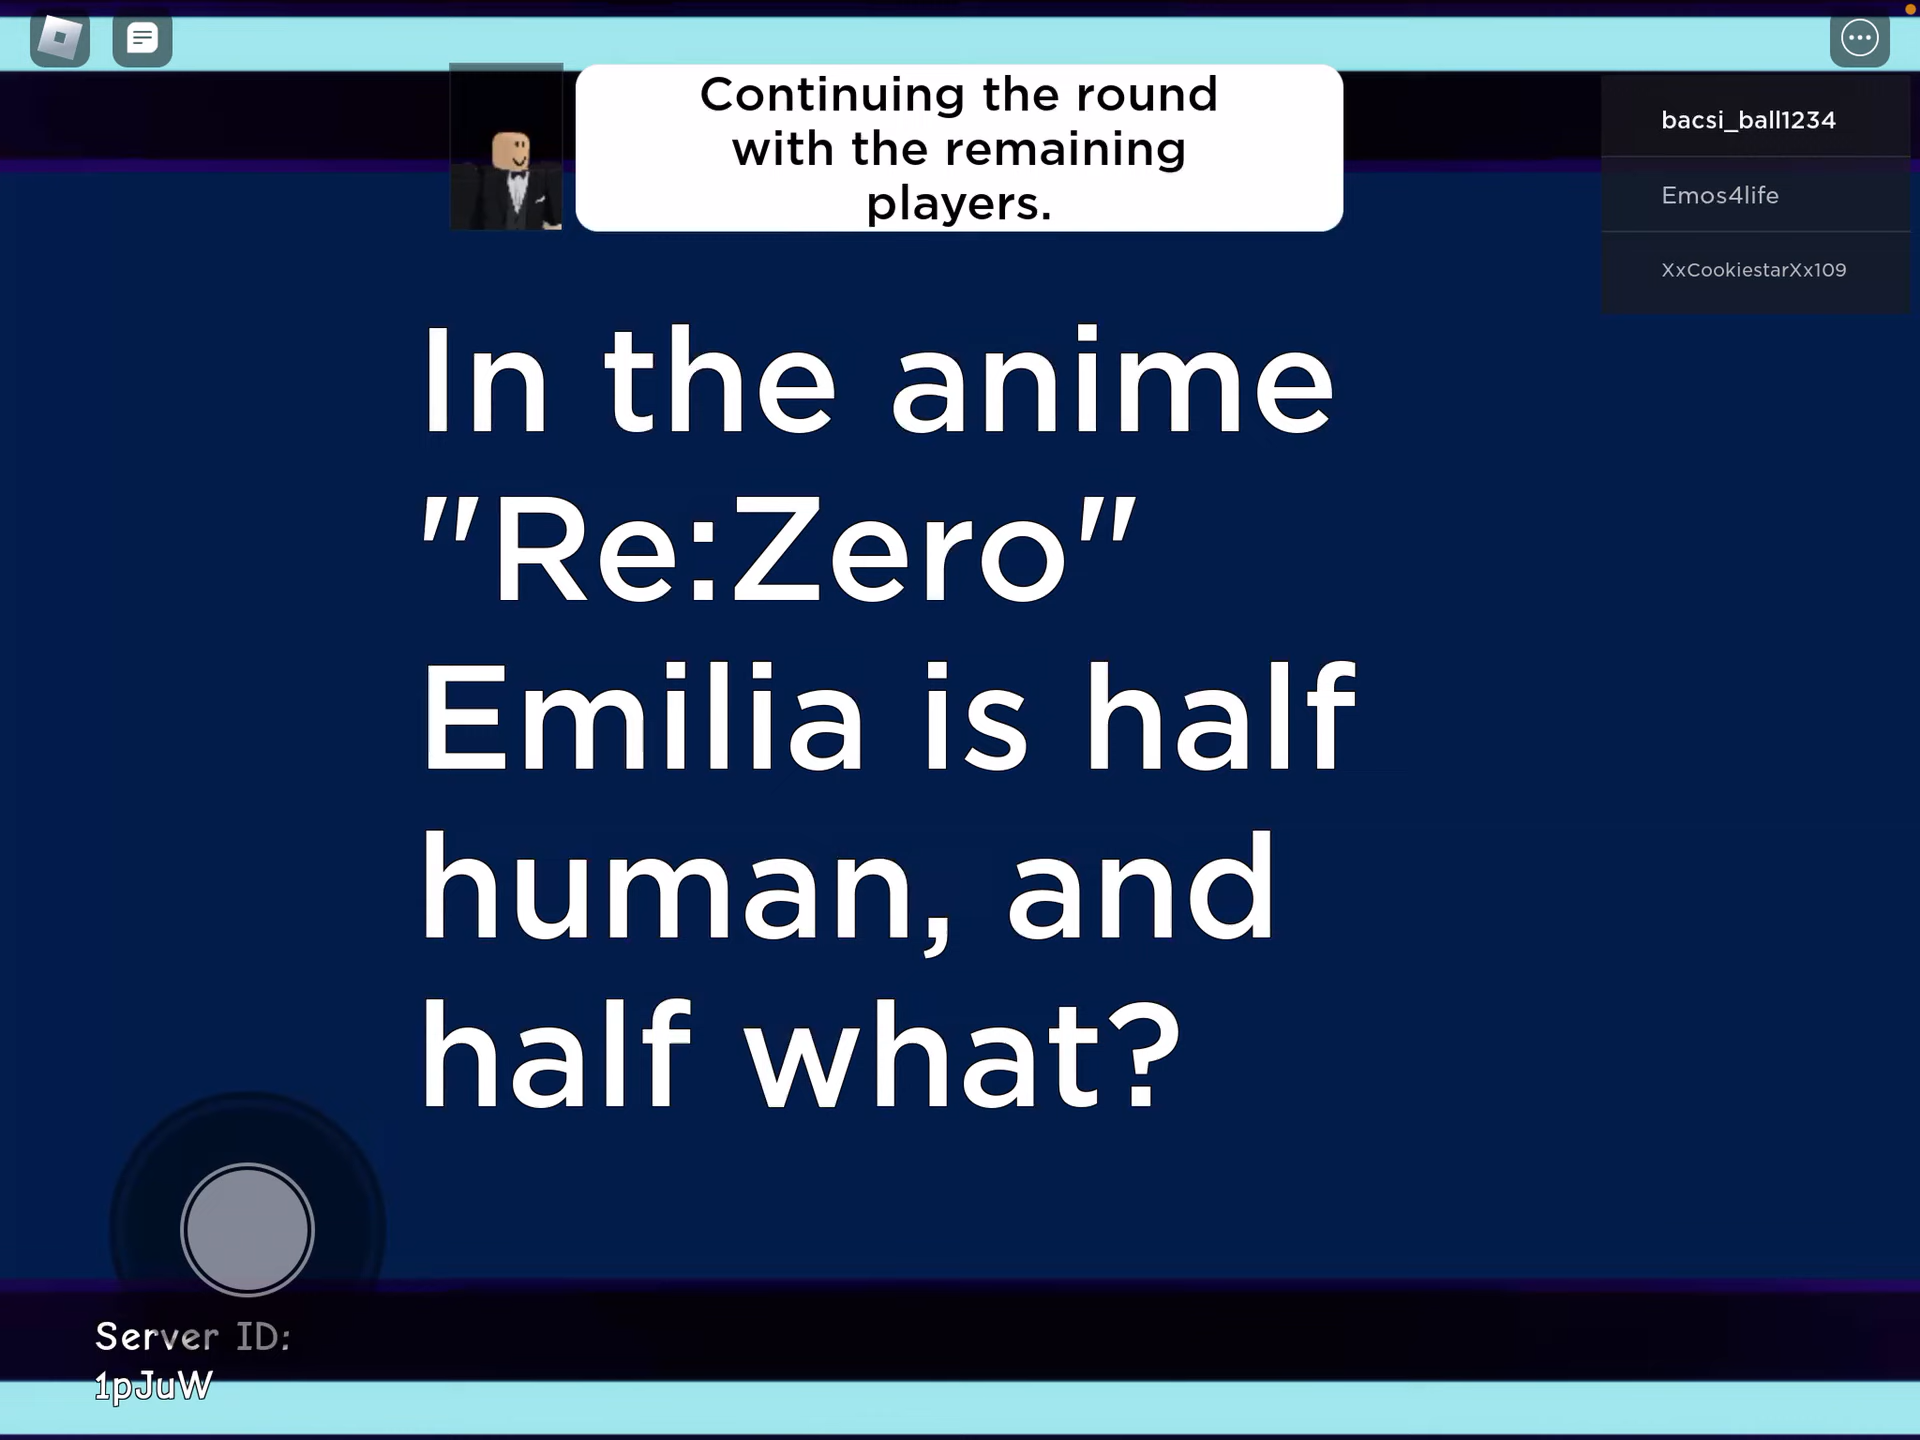 Continuing the round
with the remaining
players.
bacsi_ball1234
Emos4life
XxCookiestarXx109
In the anime
"Re:Zero"
Emilia is half
human, and
half what?
Server ID:
1pJuW